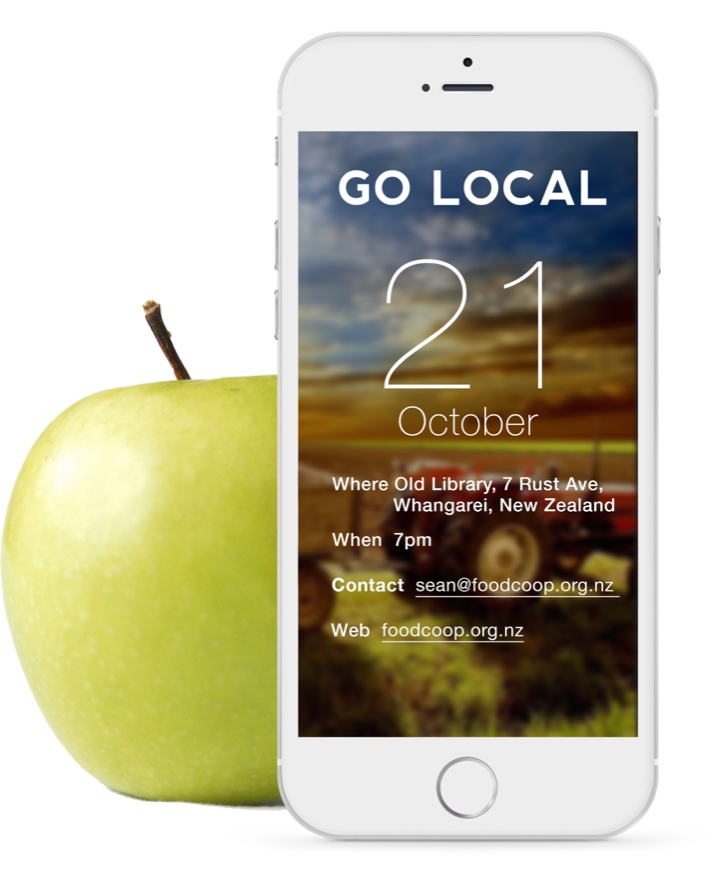 GO LOCAL
21
October
Where Old Library, 7 Rust Ave,
Whangarei, New Zealand
When 7pm
Contact sean@foodcoop.org.nz
Web foodcoop.org.nz